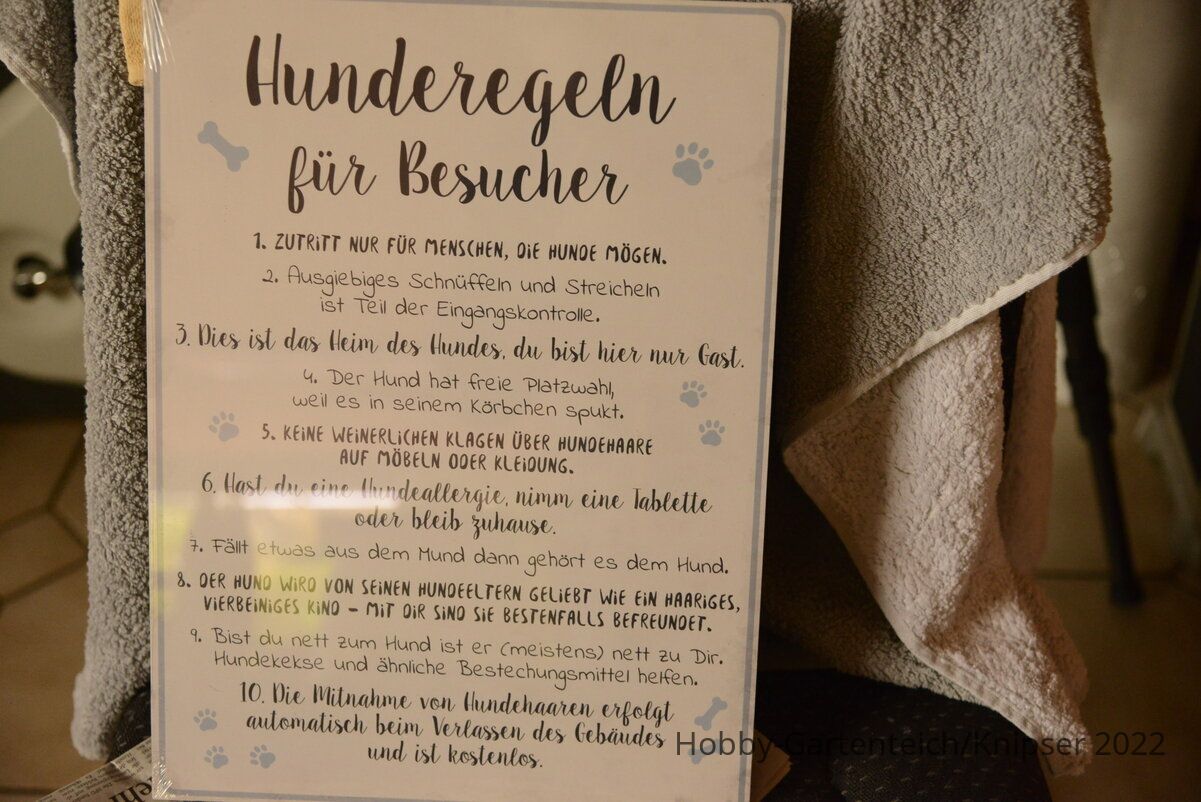 Hunderegeln
für Besucher
1. ZUTRITT NUR FÜR MENSCHEN, DIE HUNDE MÖGEN.
2. Ausgiebiges Schnüffeln und Streicheln
ist Teil der Eingangskontrolle.
3. Dies ist das Heim des Hundes, du bist hier nur Gast.
4. Der Hund hat freie Platzwahl,
weil es in seinem Körbchen spukt.
5. KEINE WEINERLICHEN KLAGEN ÜBER HUNDEHAARE
AUF MÖBELN ODER KLEIDUNG.
6. Hast du eine Hundeallergie, nimm eine Tablette
oder bleib zuhause.
7. Fällt etwas aus dem Mund dann gehört es dem Hund.
8. DER HUND WIRD VON SEINEN HUNDEELTERN GELIEBT WIE EIN HAARIGES,
VIERBEINIGES KIND – MIT DIR SIND SIE BESTENFALLS BEFREUNDET.
9. Bist du nett zum Hund ist er (meistens) nett zu Dir.
Hundekekse und ähnliche Bestechungsmittel helfen.
10. Die Mitnahme von Hundehaaren erfolgt
automatisch beim Verlassen des Gebäudes
und ist kostenlos.
Hobby Gartenteich/Knipser 2022